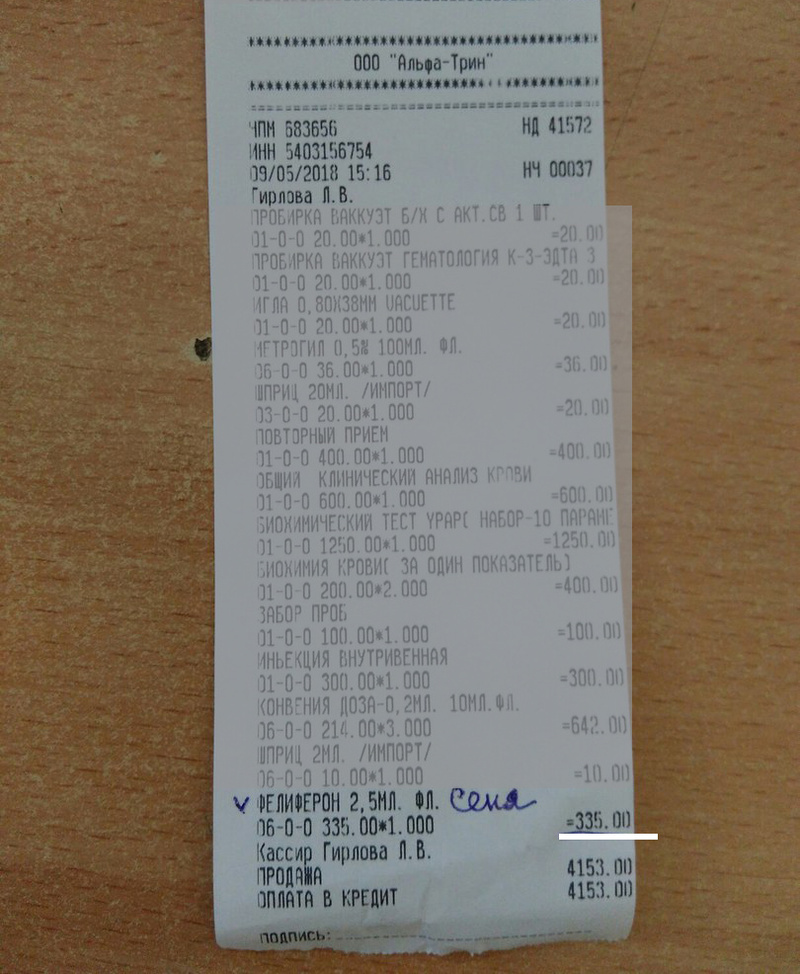 ************************************
ООО "Альфа-Трин"
************************************
====================================
ЧПМ 683656 НД 41572
ИНН 5403156754
09/05/2018 15:16 НЧ 00037
Гирлова Л.В.
ПРОБИРКА ВАККУЭТ Б/Х С АКТ.СВ 1 ШТ.
01-0-0 20.00*1.000 =20.00
ПРОБИРКА ВАККУЭТ ГЕМАТОЛОГИЯ К-3-ЭДТА 3
01-0-0 20.00*1.000 =20.00
ИГЛА 0,80Х38ММ VACUETTE
01-0-0 20.00*1.000 =20.00
МЕТРОГИЛ 0,5% 100МЛ. ФЛ.
06-0-0 36.00*1.000 =36.00
ШПРИЦ 20МЛ. /ИМПОРТ/
03-0-0 20.00*1.000 =20.00
ПОВТОРНЫЙ ПРИЕМ
01-0-0 400.00*1.000 =400.00
ОБЩИЙ КЛИНИЧЕСКИЙ АНАЛИЗ КРОВИ
01-0-0 600.00*1.000 =600.00
БИОХИМИЧЕСКИЙ ТЕСТ УРАР( НАБОР-10 ПАРАМЕ
01-0-0 1250.00*1.000 =1250.00
БИОХИМИЯ КРОВИ( ЗА ОДИН ПОКАЗАТЕЛЬ)
01-0-0 200.00*2.000 =400.00
ЗАБОР ПРОБ
01-0-0 100.00*1.000 =100.00
ИНЬЕКЦИЯ ВНУТРИВЕННАЯ
01-0-0 300.00*1.000 =300.00
КОНВЕНИЯ ДОЗА-0,2МЛ. 10МЛ.ФЛ.
06-0-0 214.00*3.000 =642.00
ШПРИЦ 2МЛ. /ИМПОРТ/
06-0-0 10.00*1.000 =10.00
ФЕЛИФЕРОН 2,5МЛ. ФЛ. Сеня
06-0-0 335.00*1.000 =335.00
Кассир Гирлова Л.В.
ПРОДАЖА 4153.00
ОПЛАТА В КРЕДИТ 4153.00
ПОДПИСЬ: